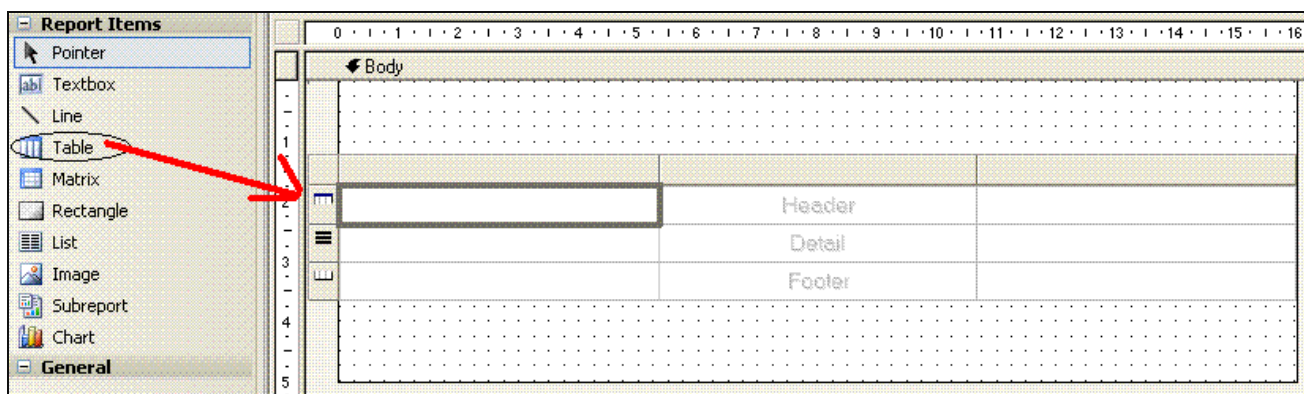 Report Items
Pointer
abl Textbox
Line
Table
Matrix
Rectangle
List
Image
Subreport
Chart
General
0 1 2 3 4 5 6 7 8 9 10 11 12 13 14 15 16
Body
1
2
3
4
5
Header
Detail
Footer